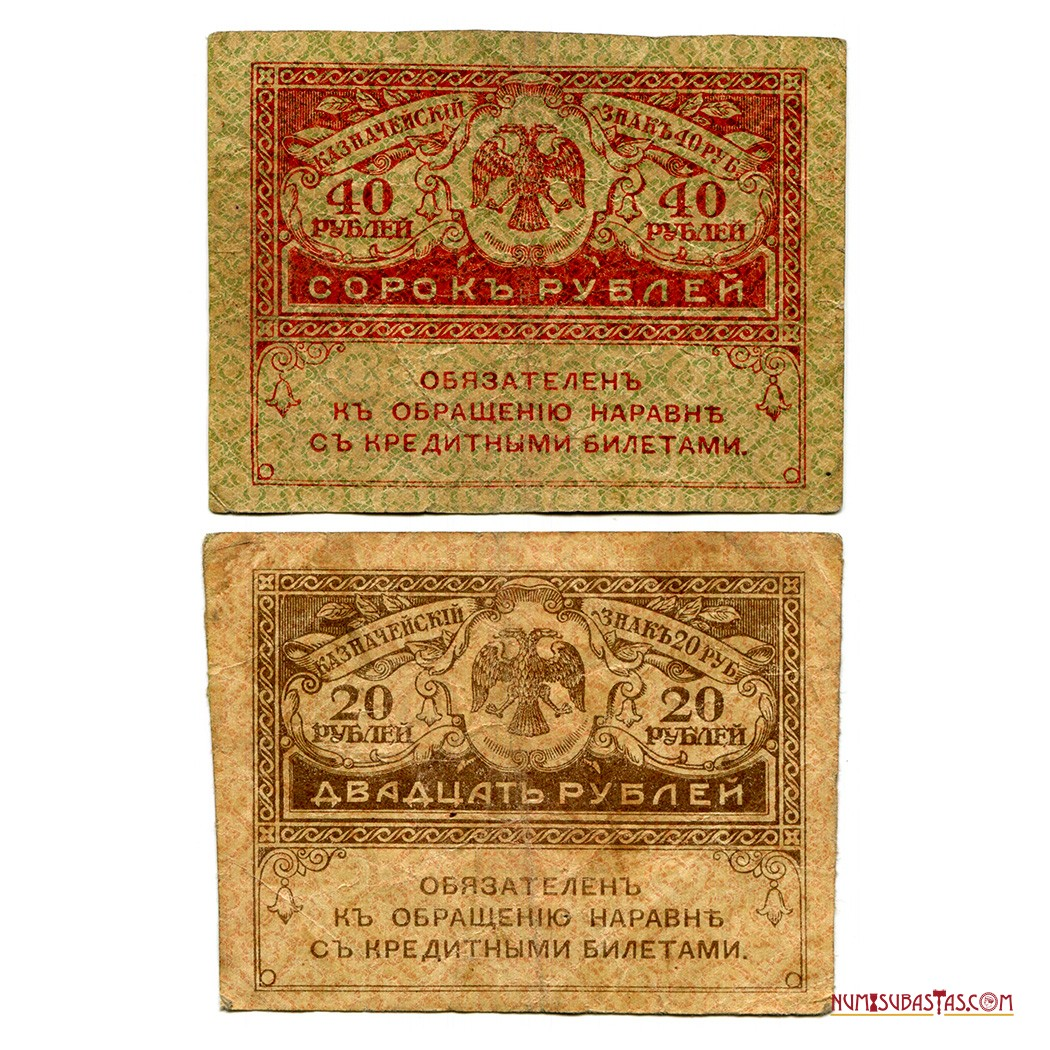 КАЗНАЧЕЙСКІЙ ЗНАКЪ 40 РУБ.
40 40
РУБЛЕЙ РУБЛЕЙ
СОРОКЪ РУБЛЕЙ
ОБЯЗАТЕЛЕНЪ
КЪ ОБРАЩЕНІЮ НАРАВНѢ
СЪ КРЕДИТНЫМИ БИЛЕТАМИ.
КАЗНАЧЕЙСКІЙ ЗНАКЪ 20 РУБ.
20 20
РУБЛЕЙ РУБЛЕЙ
ДВАДЦАТЬ РУБЛЕЙ
ОБЯЗАТЕЛЕНЪ
КЪ ОБРАЩЕНІЮ НАРАВНѢ
СЪ КРЕДИТНЫМИ БИЛЕТАМИ.
NUMISUBASTAS.COM